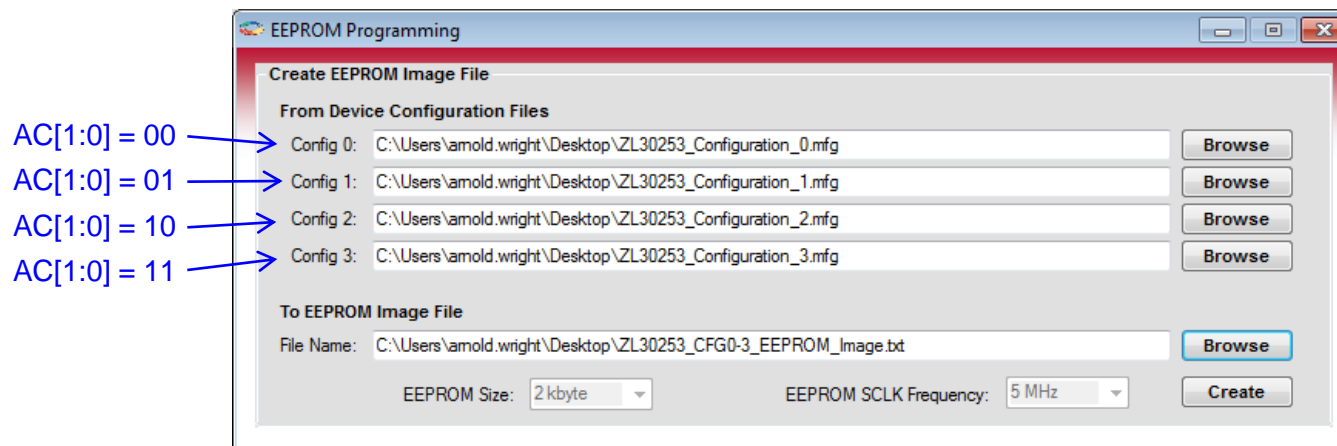 EEPROM Programming
Create EEPROM Image File
From Device Configuration Files
AC[1:0] = 00 Config 0: C:\Users\arnold.wright\Desktop\ZL30253_Configuration_0.mfg Browse
AC[1:0] = 01 Config 1: C:\Users\arnold.wright\Desktop\ZL30253_Configuration_1.mfg Browse
AC[1:0] = 10 Config 2: C:\Users\arnold.wright\Desktop\ZL30253_Configuration_2.mfg Browse
AC[1:0] = 11 Config 3: C:\Users\arnold.wright\Desktop\ZL30253_Configuration_3.mfg Browse
To EEPROM Image File
File Name: C:\Users\arnold.wright\Desktop\ZL30253_CFG0-3_EEPROM_Image.txt Browse
EEPROM Size: 2 kbyte EEPROM SCLK Frequency: 5 MHz Create